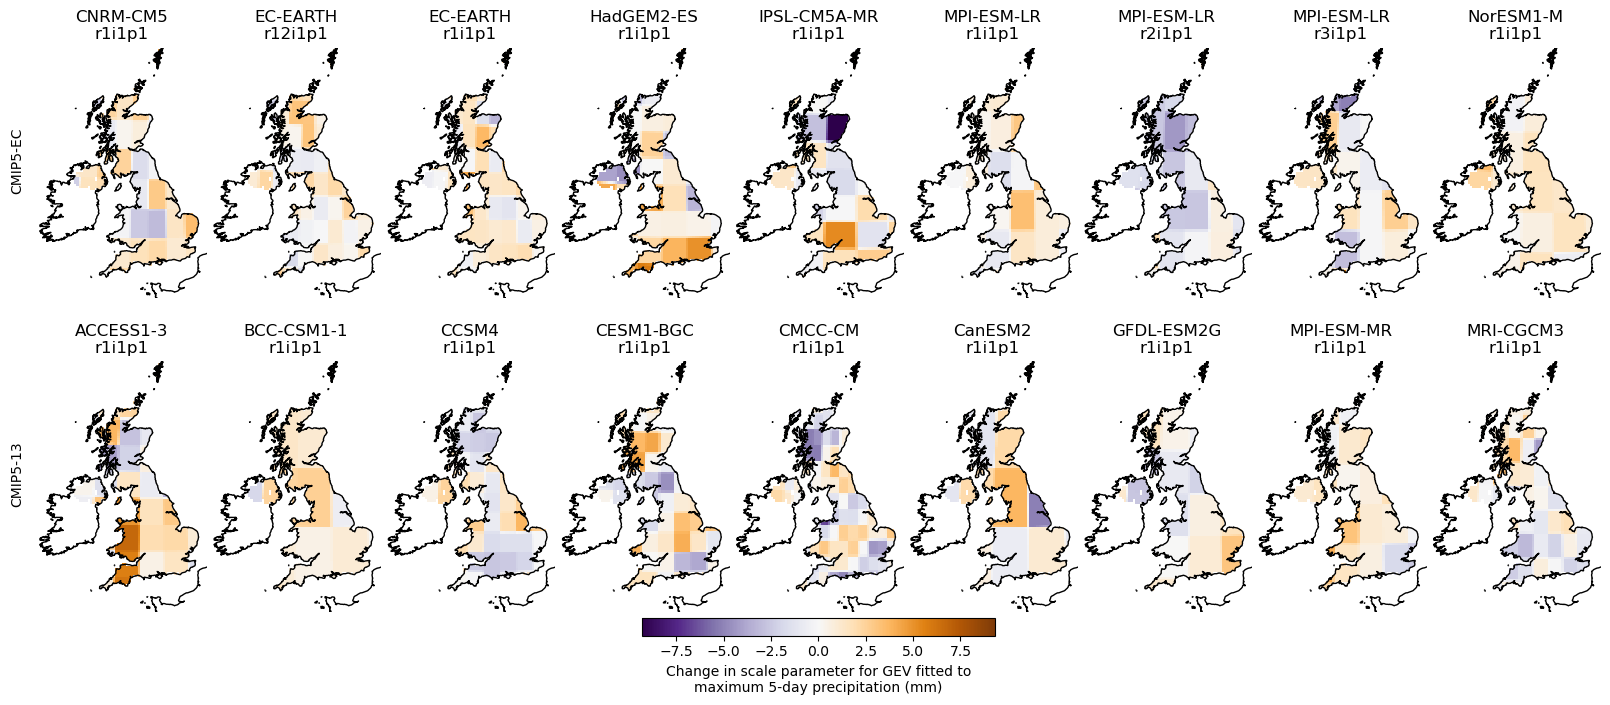 CNRM-CM5 EC-EARTH EC-EARTH HadGEM2-ES IPSL-CM5A-MR MPI-ESM-LR MPI-ESM-LR MPI-ESM-LR NorESM1-M
r1i1p1 r12i1p1 r1i1p1 r1i1p1 r1i1p1 r1i1p1 r2i1p1 r3i1p1 r1i1p1
CMIP5-EC
ACCESS1-3 BCC-CSM1-1 CCSM4 CESM1-BGC CMCC-CM CanESM2 GFDL-ESM2G MPI-ESM-MR MRI-CGCM3
r1i1p1 r1i1p1 r1i1p1 r1i1p1 r1i1p1 r1i1p1 r1i1p1 r1i1p1 r1i1p1
CMIP5-13
−7.5 −5.0 −2.5 0.0 2.5 5.0 7.5
Change in scale parameter for GEV fitted to
maximum 5-day precipitation (mm)